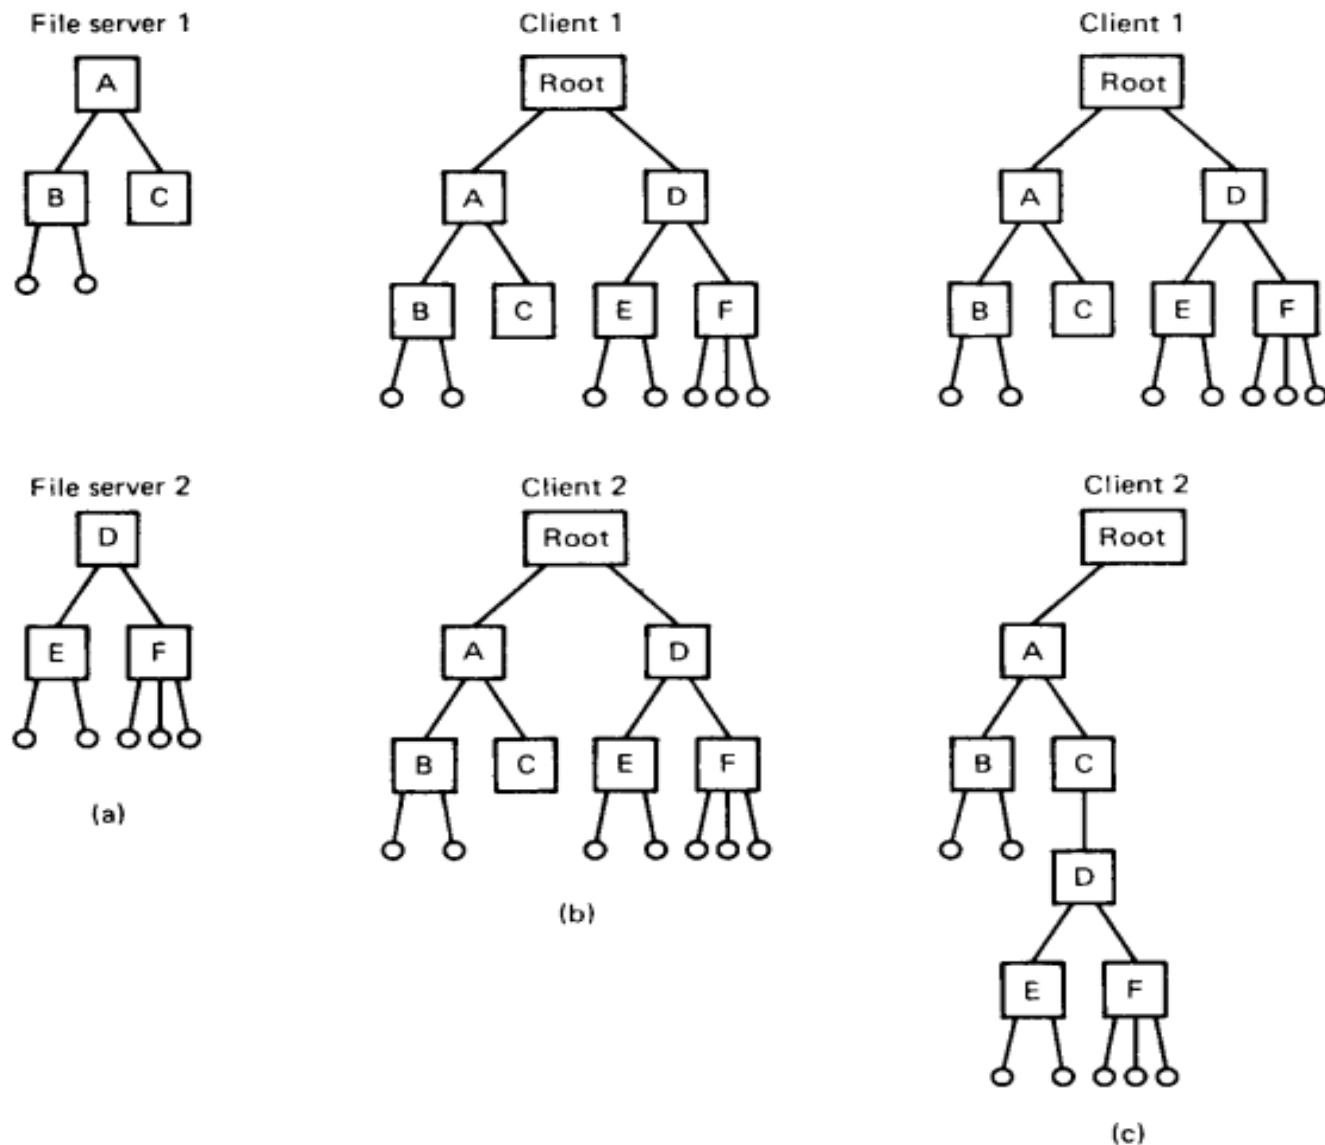 File server 1
A
B
C
File server 2
D
E
F
(a)
Client 1
Root
A
D
B
C
E
F
Client 2
Root
A
D
B
C
E
F
(b)
Client 1
Root
A
D
B
C
E
F
Client 2
Root
A
B
C
D
E
F
(c)